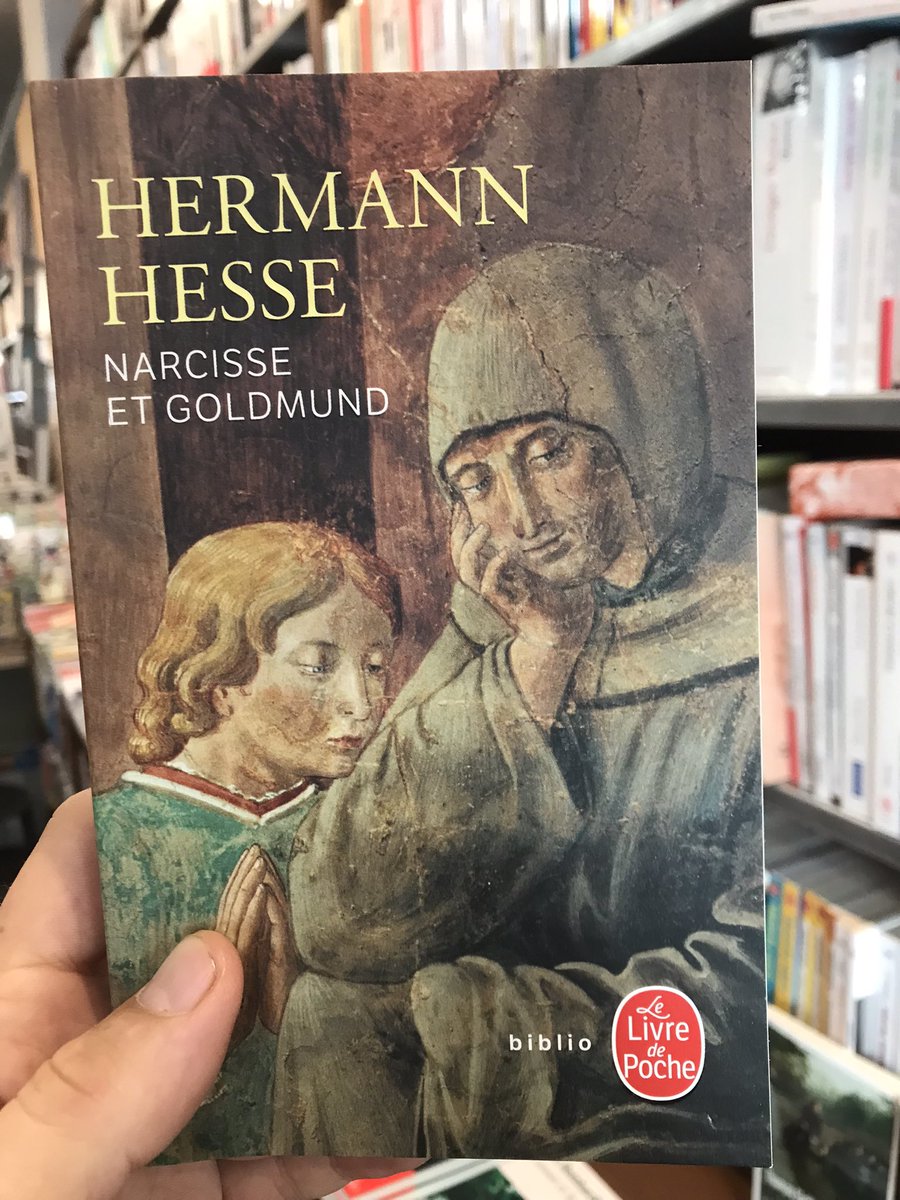 HERMANN
HESSE
NARCISSE
ET GOLDMUND
biblio
Le
Livre
de
Poche